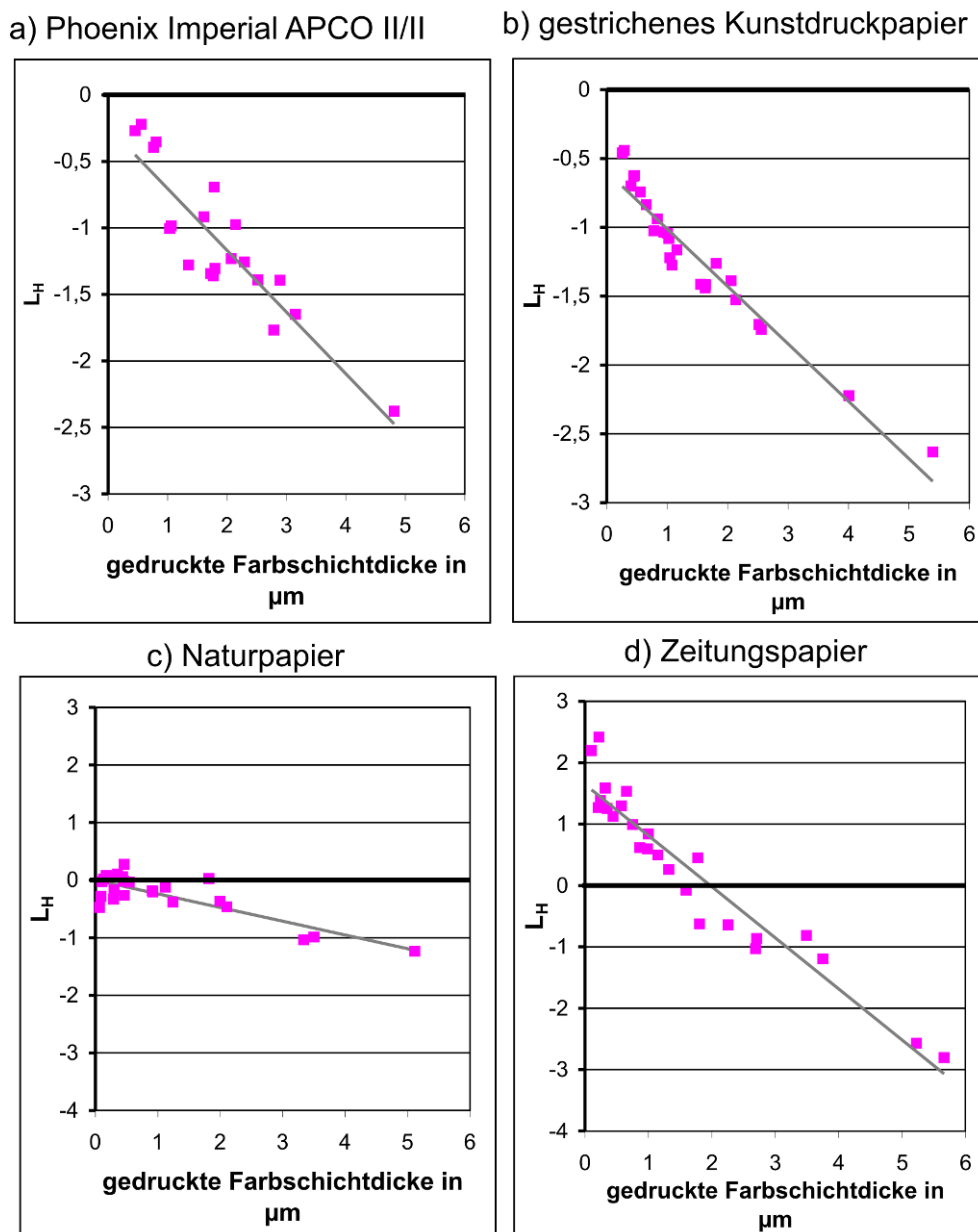 a) Phoenix Imperial APCO II/II
0
-0,5
-1
-1,5
-2
-2,5
-3
L_H
0 1 2 3 4 5 6
gedruckte Farbschichtdicke in
µm
b) gestrichenes Kunstdruckpapier
0
-0,5
-1
-1,5
-2
-2,5
-3
L_H
0 1 2 3 4 5 6
gedruckte Farbschichtdicke in
µm
c) Naturpapier
3
2
1
0
-1
-2
-3
-4
L_H
0 1 2 3 4 5 6
gedruckte Farbschichtdicke in
µm
d) Zeitungspapier
3
2
1
0
-1
-2
-3
-4
L_H
0 1 2 3 4 5 6
gedruckte Farbschichtdicke in
µm